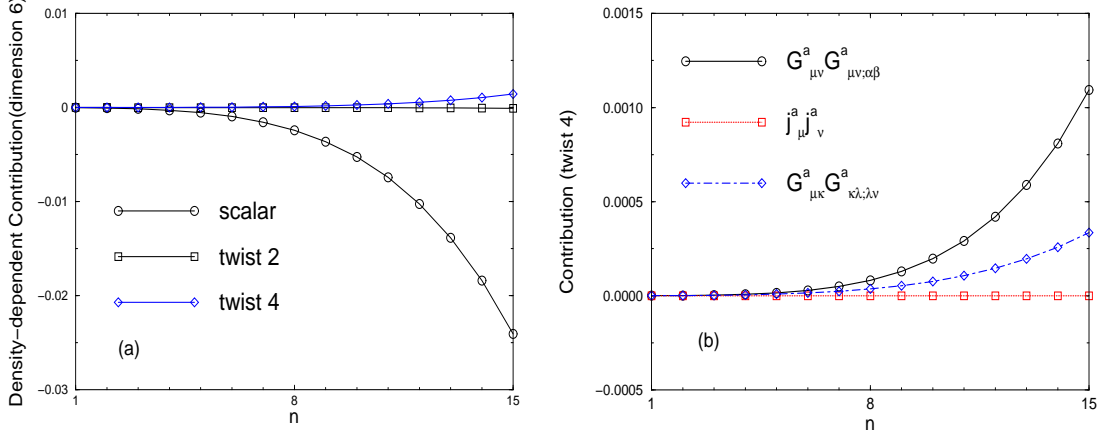 Density−dependent Contribution(dimension 6)
0.01
0
−0.01
−0.02
−0.03
scalar
twist 2
twist 4
(a)
1
8
15
n
Contribution (twist 4)
0.0015
0.0010
0.0005
0.0000
−0.0005
G^a_μν G^a_μν;αβ
j^a_μ j^a_ν
G^a_μκ G^a_κλ;λν
(b)
1
8
15
n